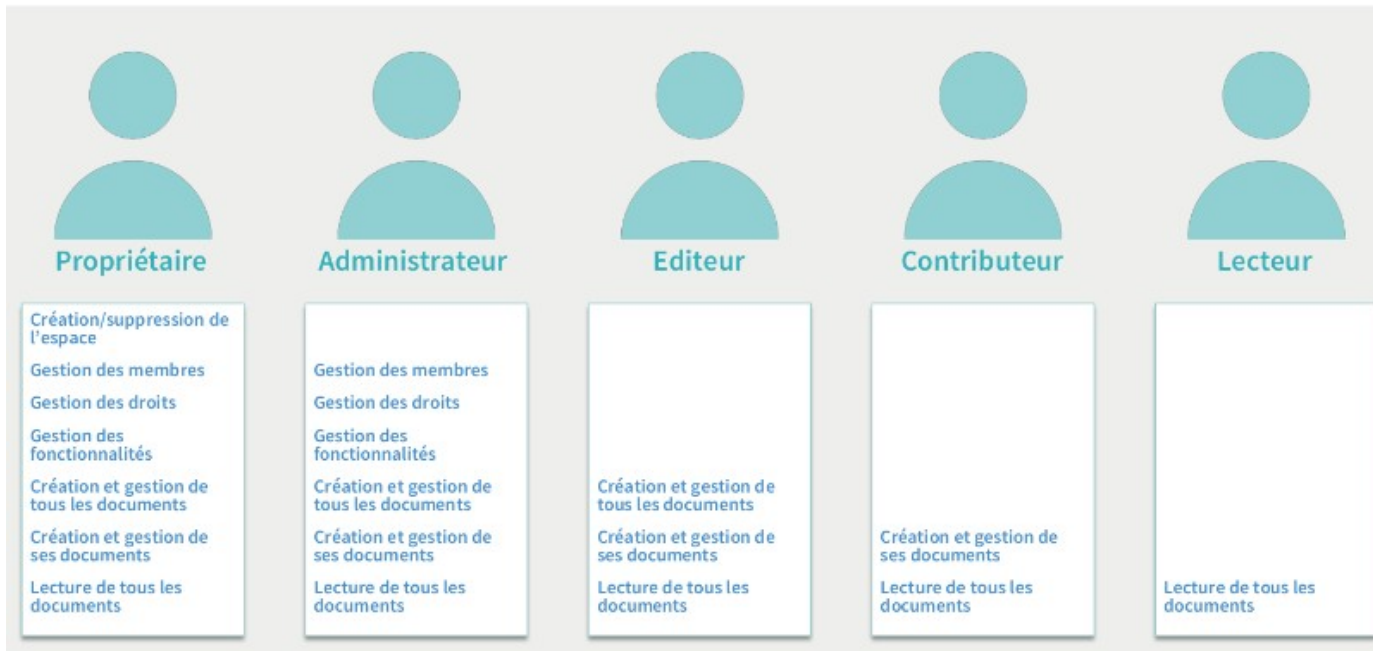 Propriétaire
Administrateur
Editeur
Contributeur
Lecteur
Création/suppression de
l'espace
Gestion des membres
Gestion des droits
Gestion des
fonctionnalités
Création et gestion de
tous les documents
Création et gestion de
ses documents
Lecture de tous les
documents
Gestion des membres
Gestion des droits
Gestion des
fonctionnalités
Création et gestion de
tous les documents
Création et gestion de
ses documents
Lecture de tous les
documents
Création et gestion de
tous les documents
Création et gestion de
ses documents
Lecture de tous les
documents
Création et gestion de
ses documents
Lecture de tous les
documents
Lecture de tous les
documents